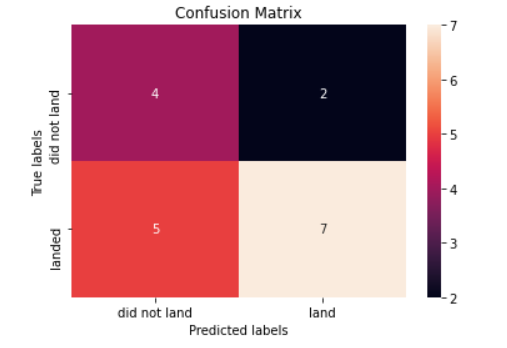 Confusion Matrix
True labels
did not land
landed
4
2
5
7
did not land
land
Predicted labels
7
6
5
4
3
2